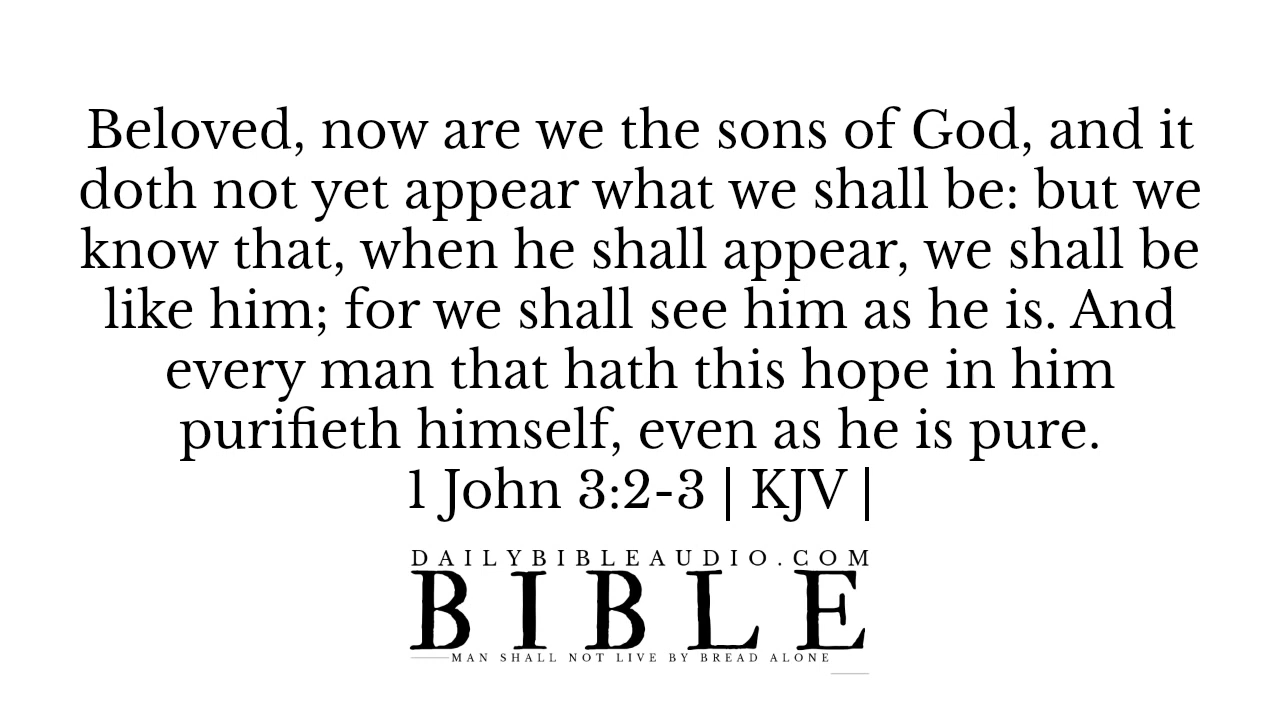 Beloved, now are we the sons of God, and it
doth not yet appear what we shall be: but we
know that, when he shall appear, we shall be
like him; for we shall see him as he is. And
every man that hath this hope in him
purifieth himself, even as he is pure.
1 John 3:2-3 | KJV |
DAILYBIBLEAUDIO.COM
BIBLE
MAN SHALL NOT LIVE BY BREAD ALONE